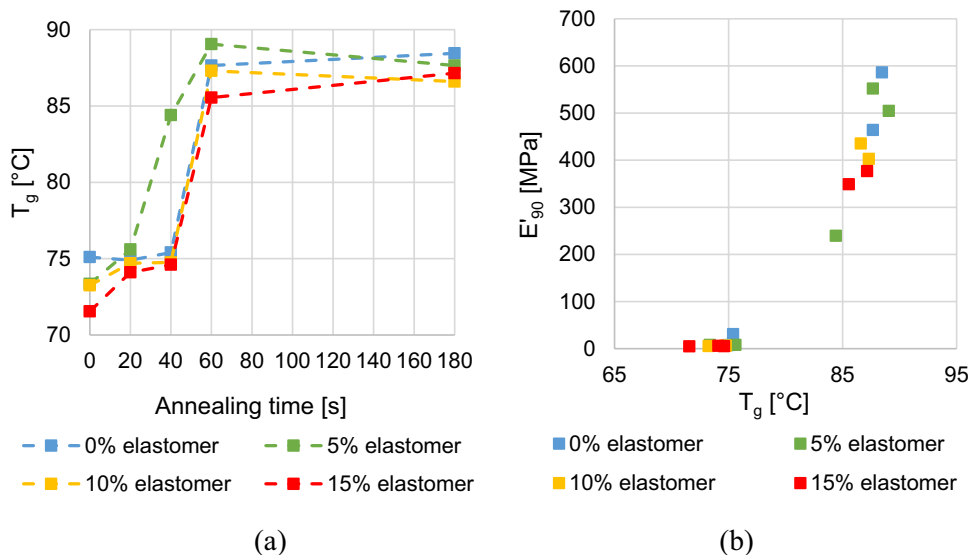 90
85
80
75
70
Tg [°C]
0 20 40 60 80 100 120 140 160 180
Annealing time [s]
0% elastomer 5% elastomer
10% elastomer 15% elastomer
(a)
700
600
500
400
300
200
100
0
E'90 [MPa]
65 75 85 95
Tg [°C]
0% elastomer 5% elastomer
10% elastomer 15% elastomer
(b)